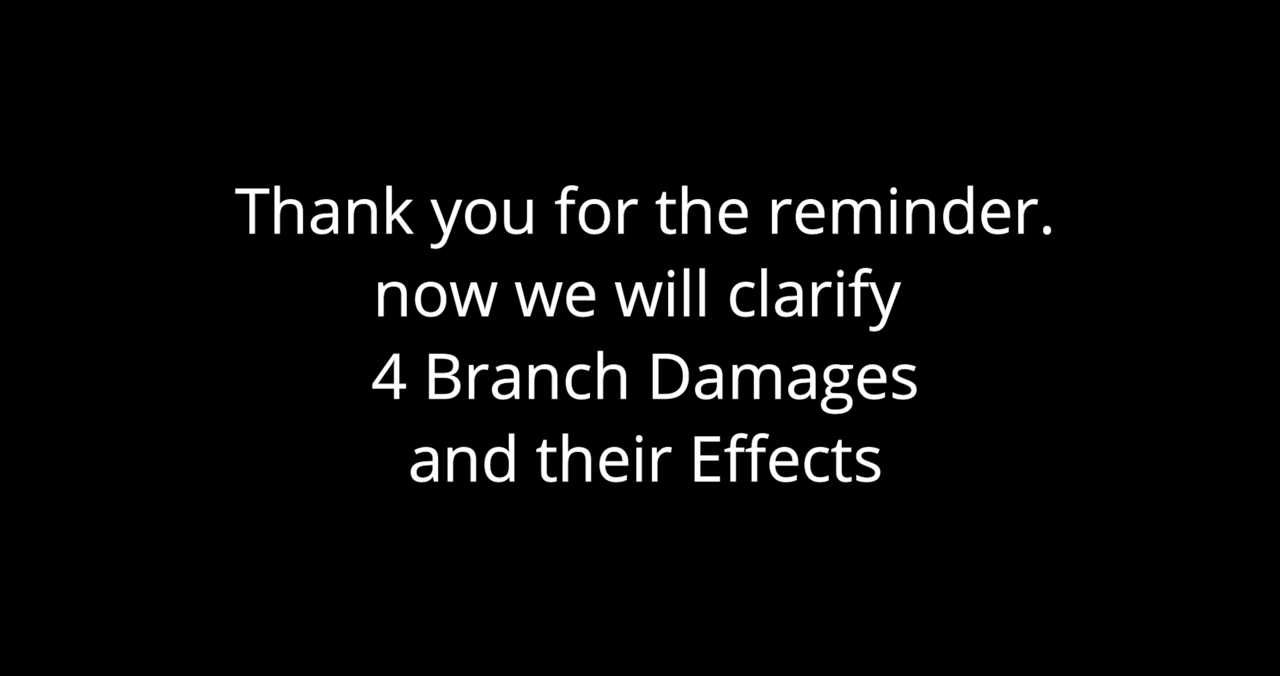 Thank you for the reminder.
now we will clarify
4 Branch Damages
and their Effects